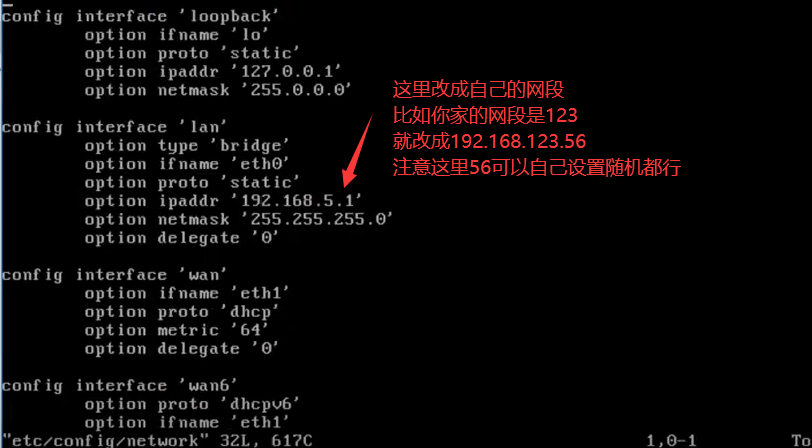 config interface 'loopback'
option ifname 'lo'
option proto 'static'
option ipaddr '127.0.0.1'
option netmask '255.0.0.0'
这里改成自己的网段
比如你家的网段是123
就改成192.168.123.56
注意这里56可以自己设置随机都行
config interface 'lan'
option type 'bridge'
option ifname 'eth0'
option proto 'static'
option ipaddr '192.168.5.1'
option netmask '255.255.255.0'
option delegate '0'
config interface 'wan'
option ifname 'eth1'
option proto 'dhcp'
option metric '64'
option delegate '0'
config interface 'wan6'
option proto 'dhcpv6'
option ifname 'eth1'
"etc/config/network" 32L, 617C 1,0-1 To